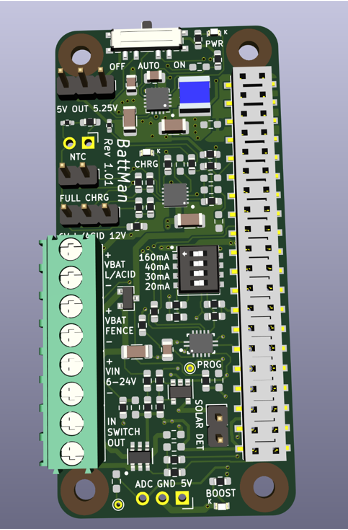 PWR
OFF AUTO ON
5V OUT 5.25V
NTC
BattMan
Rev 1.01
CHRG
FULL CHRG
L/ACID 12V
+
VBAT
L/ACID
-
160mA
40mA
30mA
20mA
+
VBAT
FENCE
-
+
VIN
6-24V
-
PROG
IN
SWITCH
OUT
SOLAR DET
ADC GND 5V
BOOST
K